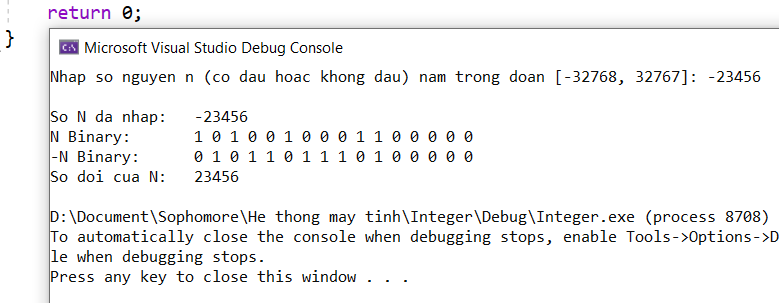 return 0;
}
Microsoft Visual Studio Debug Console
Nhap so nguyen n (co dau hoac khong dau) nam trong doan [-32768, 32767]: -23456
So N da nhap: -23456
N Binary: 1 0 1 0 0 1 0 0 0 1 1 0 0 0 0 0
-N Binary: 0 1 0 1 1 0 1 1 1 0 1 0 0 0 0 0
So doi cua N: 23456
D:\Document\Sophomore\He thong may tinh\Integer\Debug\Integer.exe (process 8708)
To automatically close the console when debugging stops, enable Tools->Options->D
le when debugging stops.
Press any key to close this window . . .